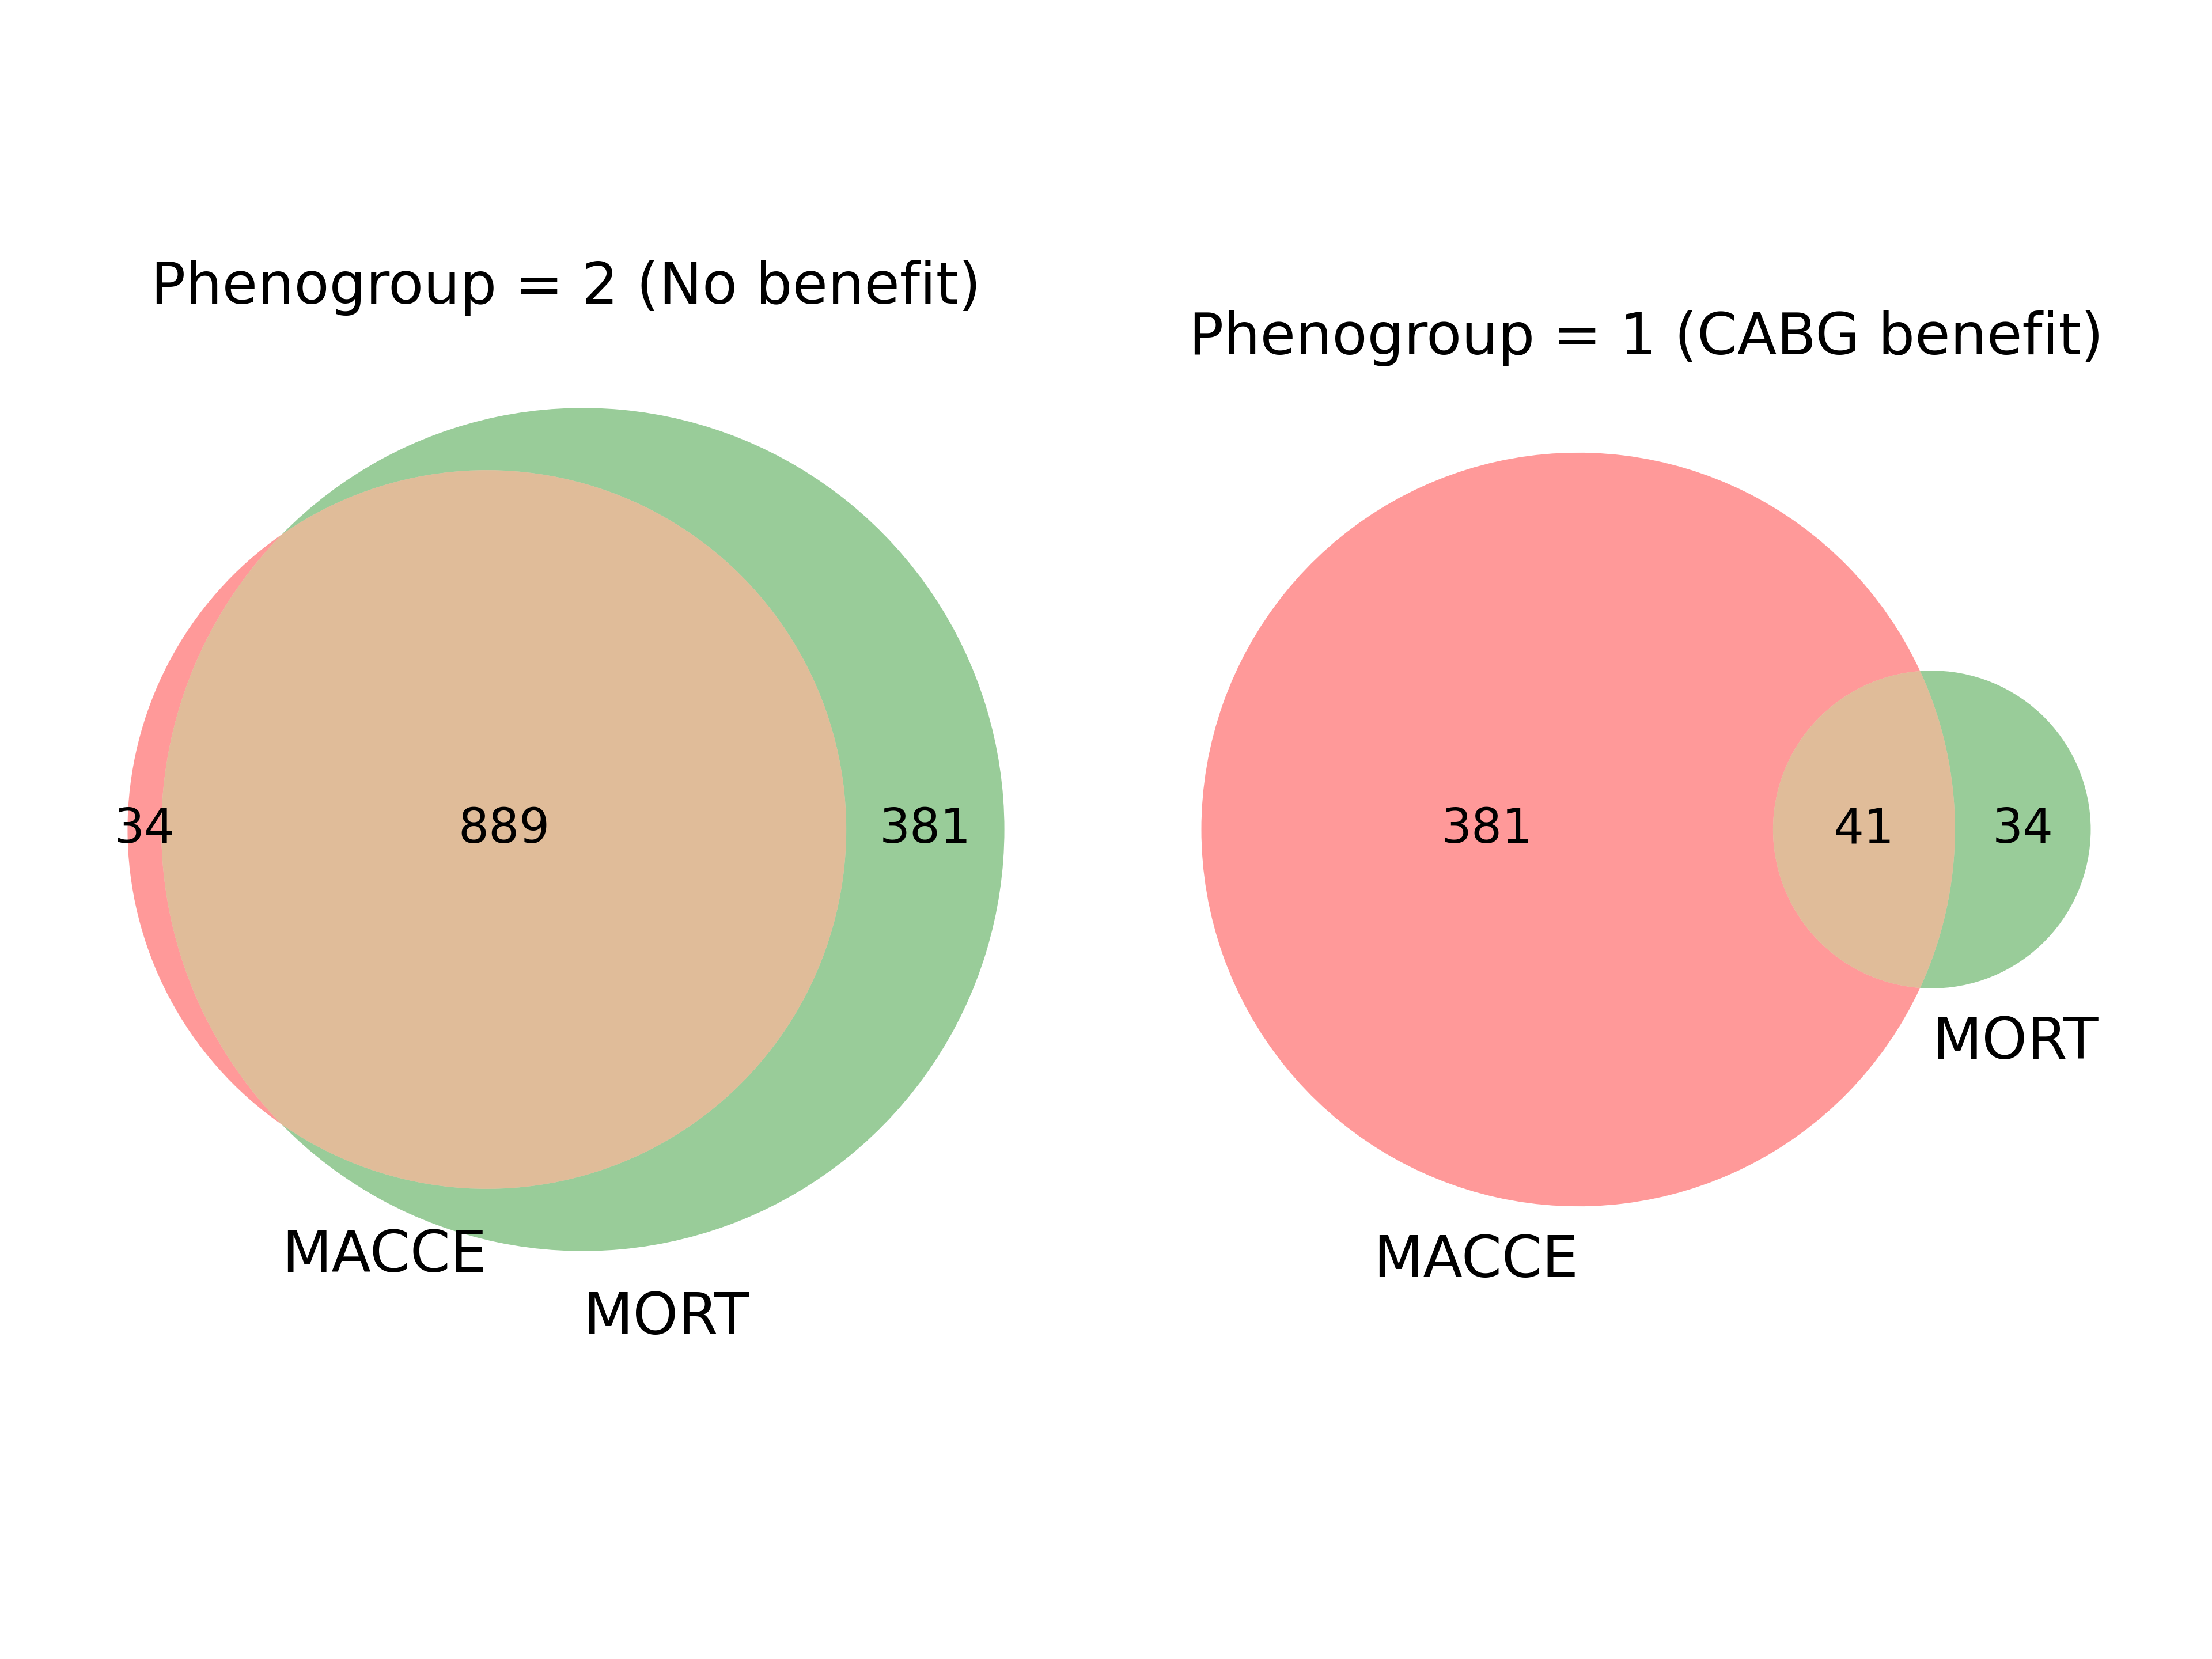 Phenogroup = 2 (No benefit)
34
889
381
MACCE
MORT
Phenogroup = 1 (CABG benefit)
381
41
34
MORT
MACCE